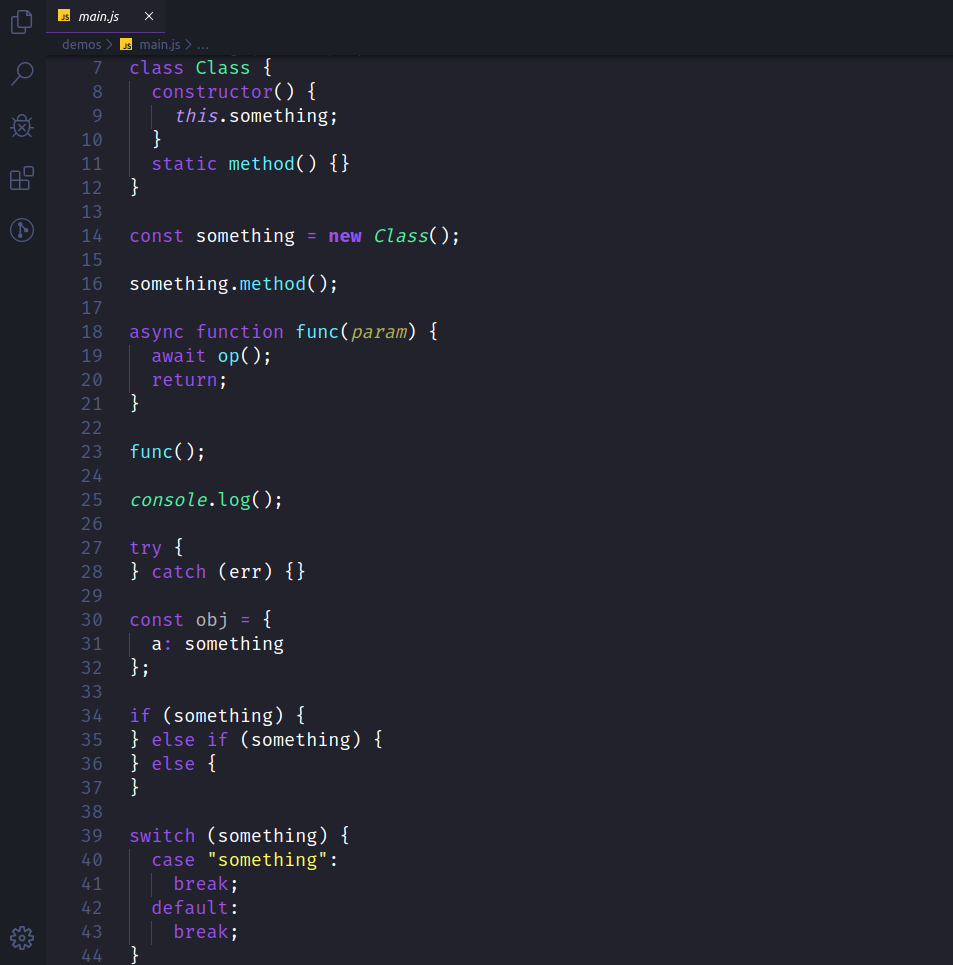 JS main.js ×
demos > JS main.js > ...
7 class Class {
8   constructor() {
9     this.something;
10   }
11   static method() {}
12 }
13
14 const something = new Class();
15
16 something.method();
17
18 async function func(param) {
19   await op();
20   return;
21 }
22
23 func();
24
25 console.log();
26
27 try {
28 } catch (err) {}
29
30 const obj = {
31   a: something
32 };
33
34 if (something) {
35 } else if (something) {
36 } else {
37 }
38
39 switch (something) {
40   case "something":
41     break;
42   default:
43     break;
44 }